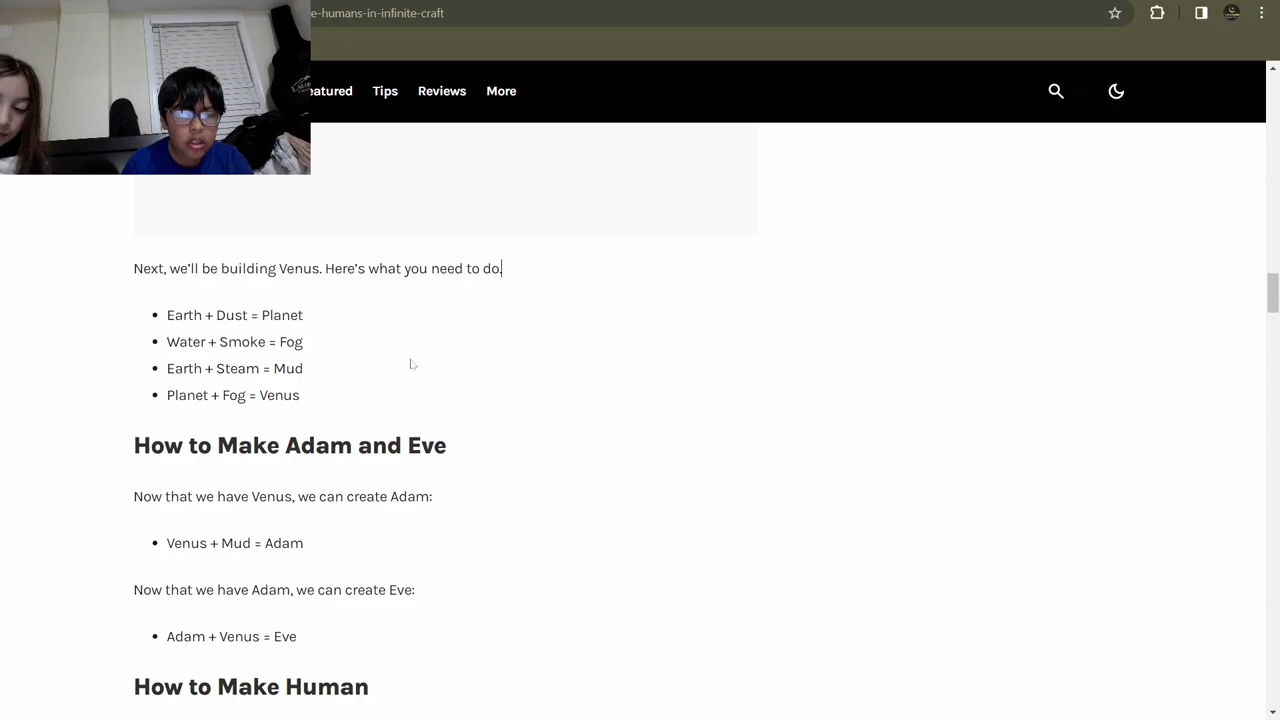 e-humans-in-infinite-craft
eatured Tips Reviews More
Next, we’ll be building Venus. Here’s what you need to do.
• Earth + Dust = Planet
• Water + Smoke = Fog
• Earth + Steam = Mud
• Planet + Fog = Venus
How to Make Adam and Eve
Now that we have Venus, we can create Adam:
• Venus + Mud = Adam
Now that we have Adam, we can create Eve:
• Adam + Venus = Eve
How to Make Human